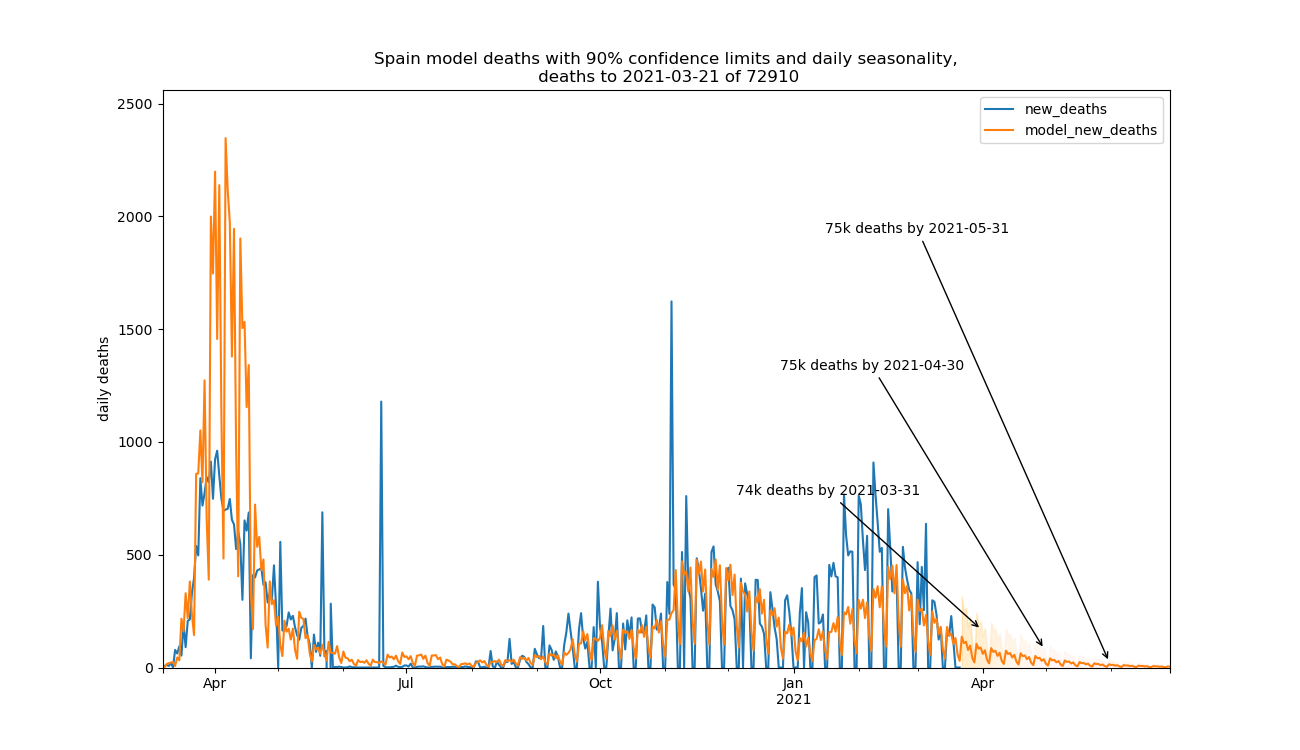 Spain model deaths with 90% confidence limits and daily seasonality,
deaths to 2021-03-21 of 72910
new_deaths
model_new_deaths
daily deaths
2500
2000
1500
1000
500
0
75k deaths by 2021-05-31
75k deaths by 2021-04-30
74k deaths by 2021-03-31
Apr
Jul
Oct
Jan
2021
Apr